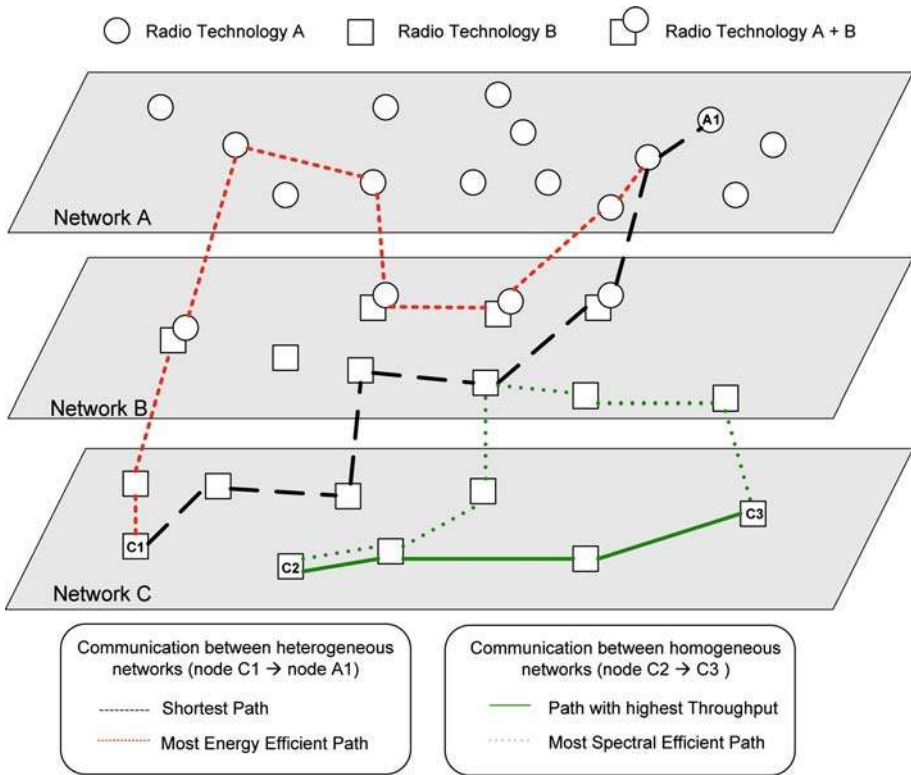 Radio Technology A
Radio Technology B
Radio Technology A + B
A1
Network A
Network B
C1
C2
C3
Network C
Communication between heterogeneous
networks (node C1 → node A1)
Shortest Path
Most Energy Efficient Path
Communication between homogeneous
networks (node C2 → C3 )
Path with highest Throughput
Most Spectral Efficient Path